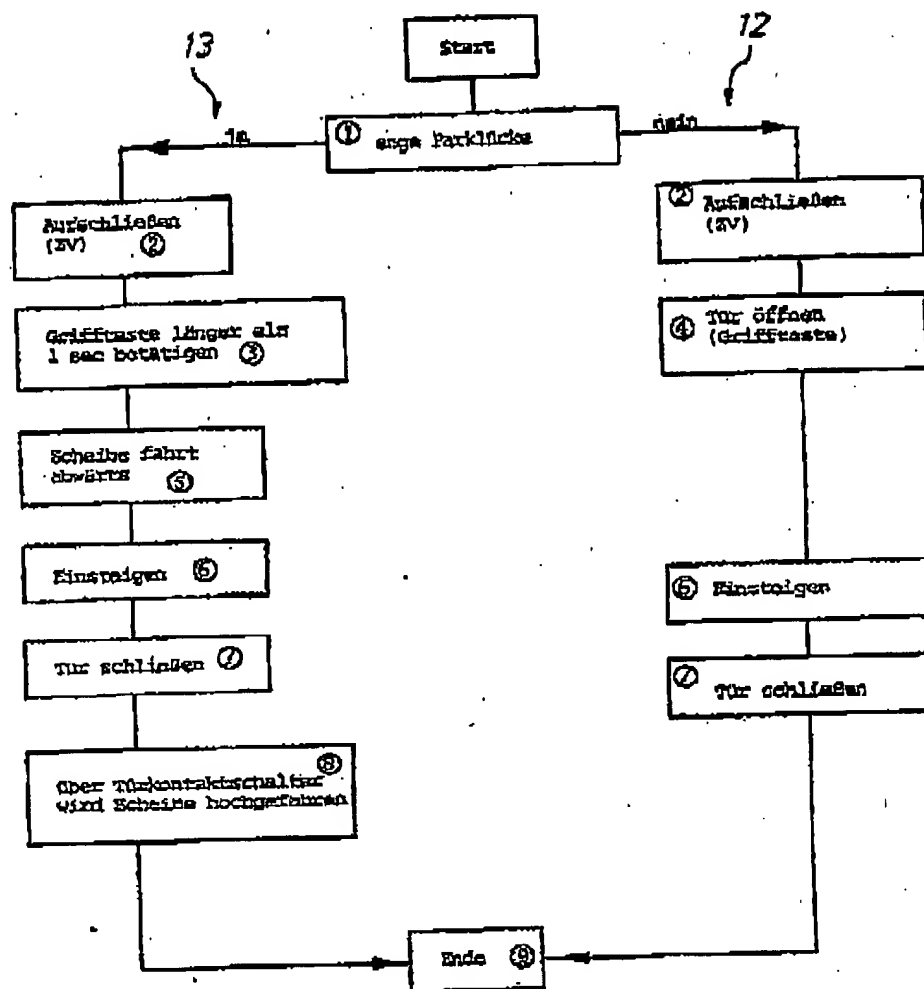 13
12
Start
① enge Parklücke
ja
nein
Aufschließen
(ZV) ②
② Aufschließen
(ZV)
Grifftaste länger als
1 sec betätigen ③
④ Tür öffnen
(Grifftaste)
Scheibe fährt
abwärts ⑤
Einsteigen ⑥
⑥ Einsteigen
Tür schließen ⑦
⑦ Tür schließen
⑧
über Türkontaktschalter
wird Scheibe hochgefahren
Ende ⑨